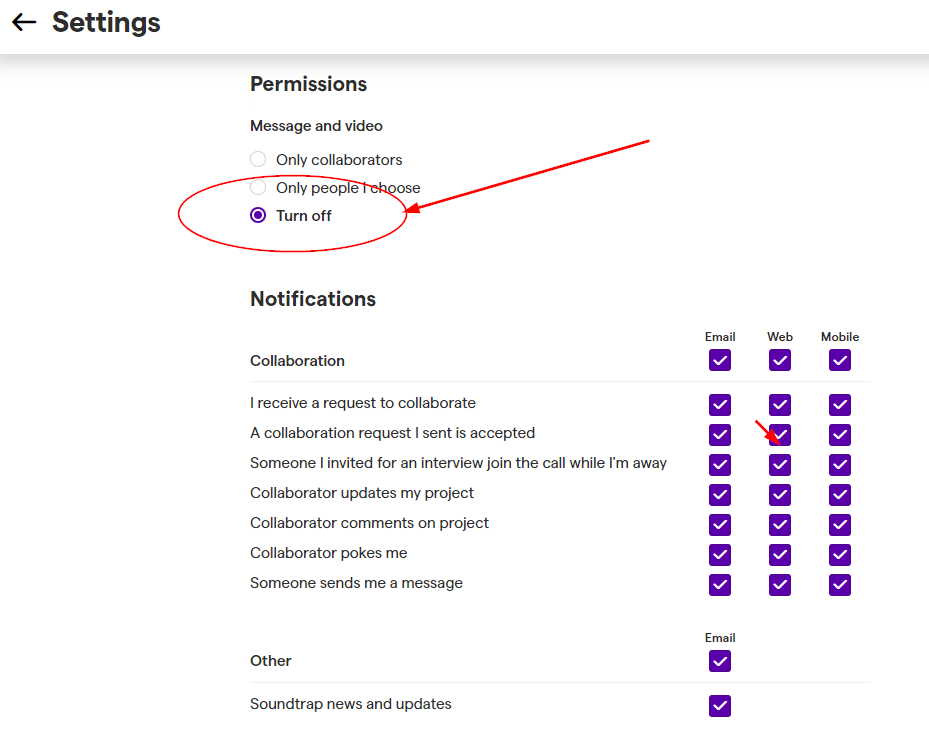 Settings
Permissions
Message and video
Only collaborators
Only people I choose
Turn off
Notifications
Email Web Mobile
Collaboration
I receive a request to collaborate
A collaboration request I sent is accepted
Someone I invited for an interview join the call while I'm away
Collaborator updates my project
Collaborator comments on project
Collaborator pokes me
Someone sends me a message
Email
Other
Soundtrap news and updates